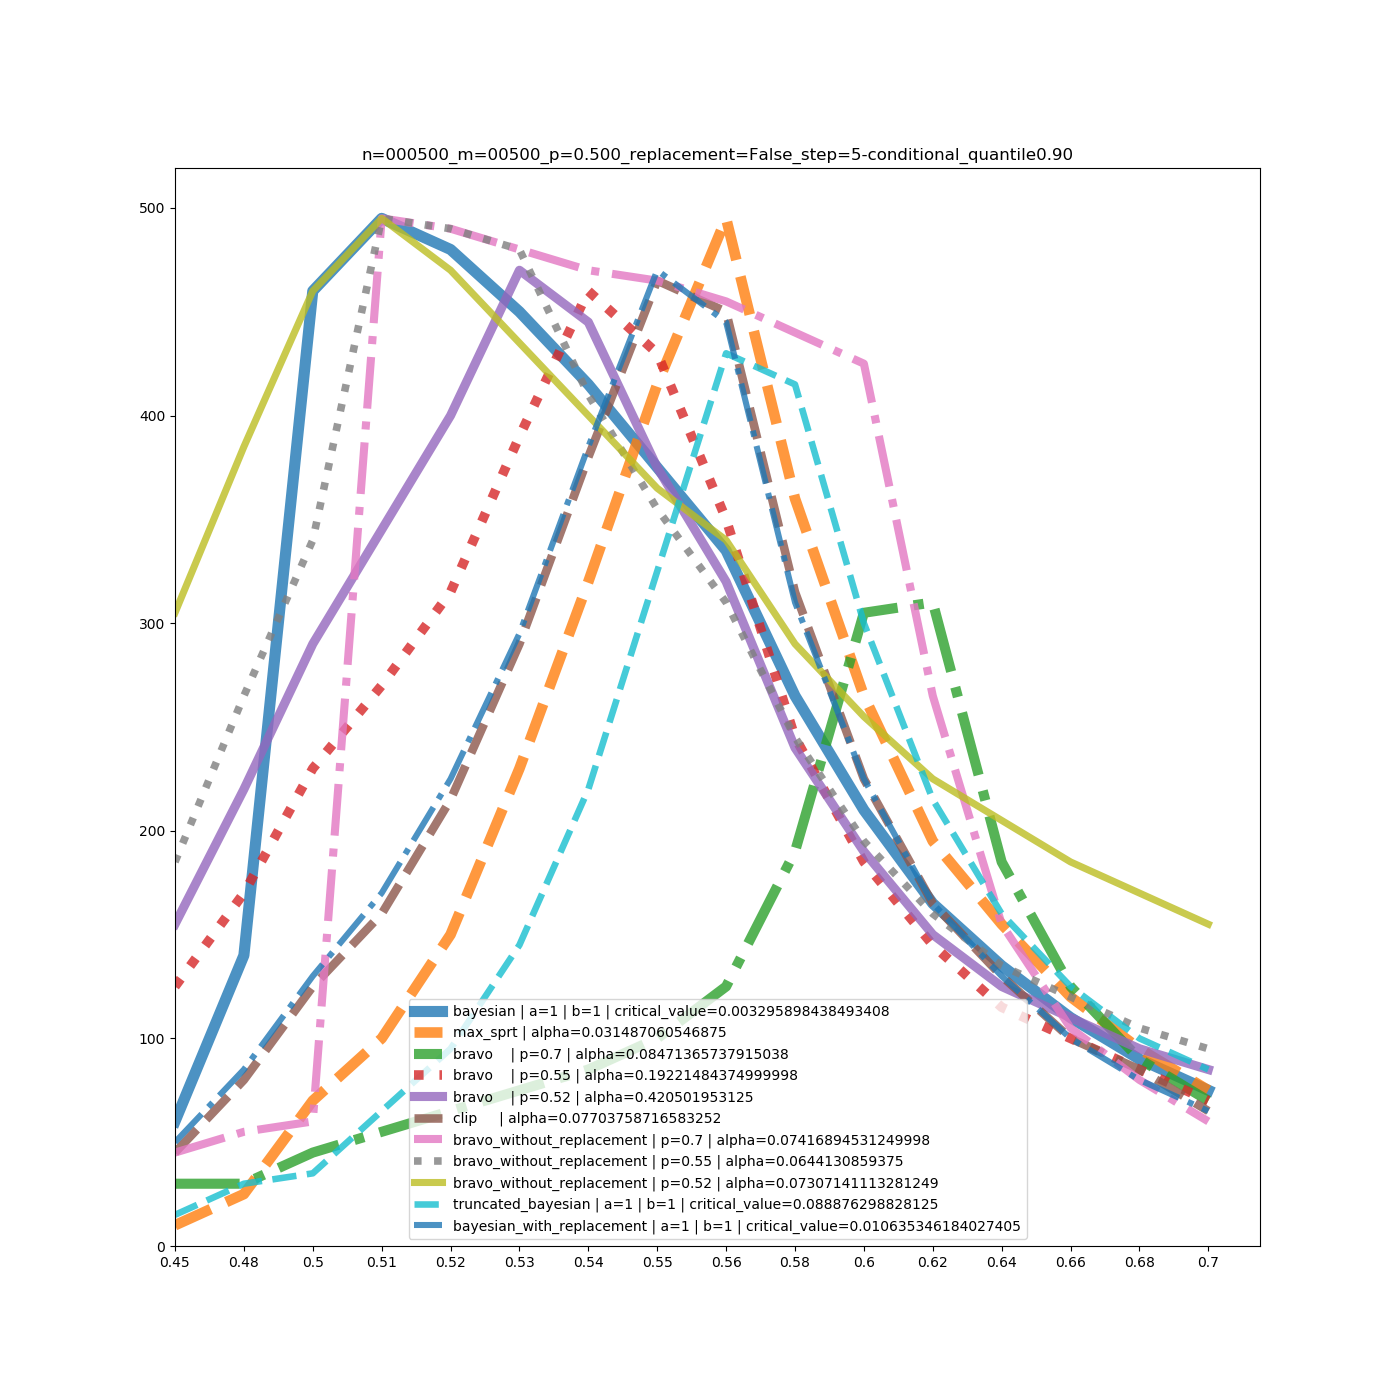 n=000500_m=00500_p=0.500_replacement=False_step=5-conditional_quantile0.90
500
400
300
200
100
0
bayesian | a=1 | b=1 | critical_value=0.003295898438493408
max_sprt | alpha=0.031487060546875
bravo | p=0.7 | alpha=0.08471365737915038
bravo | p=0.55 | alpha=0.19221484374999998
bravo | p=0.52 | alpha=0.420501953125
clip | alpha=0.07703758716583252
bravo_without_replacement | p=0.7 | alpha=0.07416894531249998
bravo_without_replacement | p=0.55 | alpha=0.0644130859375
bravo_without_replacement | p=0.52 | alpha=0.07307141113281249
truncated_bayesian | a=1 | b=1 | critical_value=0.088876298828125
bayesian_with_replacement | a=1 | b=1 | critical_value=0.010635346184027405
0.45 0.48 0.5 0.51 0.52 0.53 0.54 0.55 0.56 0.58 0.6 0.62 0.64 0.66 0.68 0.7